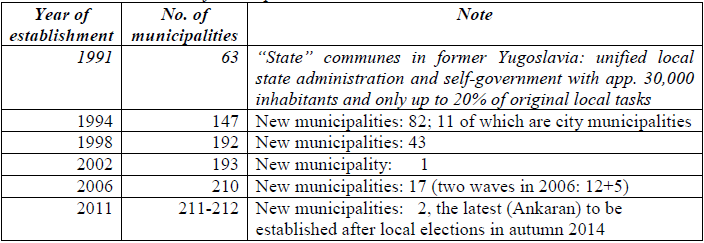 Year of No. of Note
establishment municipalities
1991 63 “State” communes in former Yugoslavia: unified local
state administration and self-government with app. 30,000
inhabitants and only up to 20% of original local tasks
1994 147 New municipalities: 82; 11 of which are city municipalities
1998 192 New municipalities: 43
2002 193 New municipality: 1
2006 210 New municipalities: 17 (two waves in 2006: 12+5)
2011 211-212 New municipalities: 2, the latest (Ankaran) to be
established after local elections in autumn 2014